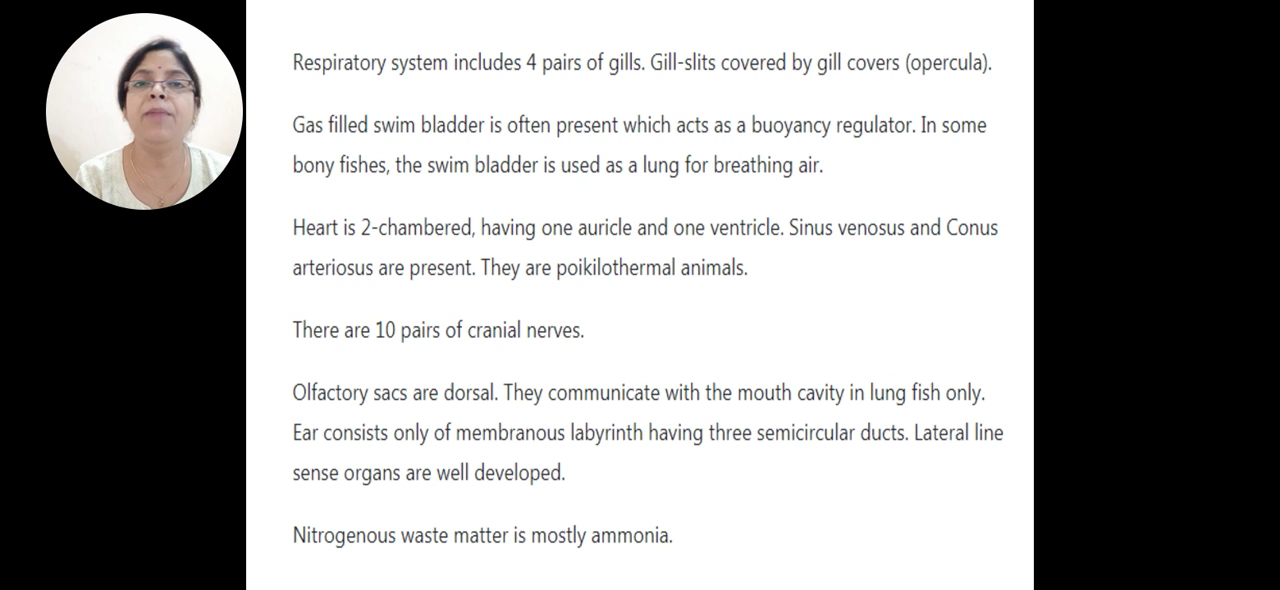 Respiratory system includes 4 pairs of gills. Gill-slits covered by gill covers (opercula).
Gas filled swim bladder is often present which acts as a buoyancy regulator. In some
bony fishes, the swim bladder is used as a lung for breathing air.
Heart is 2-chambered, having one auricle and one ventricle. Sinus venosus and Conus
arteriosus are present. They are poikilothermal animals.
There are 10 pairs of cranial nerves.
Olfactory sacs are dorsal. They communicate with the mouth cavity in lung fish only.
Ear consists only of membranous labyrinth having three semicircular ducts. Lateral line
sense organs are well developed.
Nitrogenous waste matter is mostly ammonia.